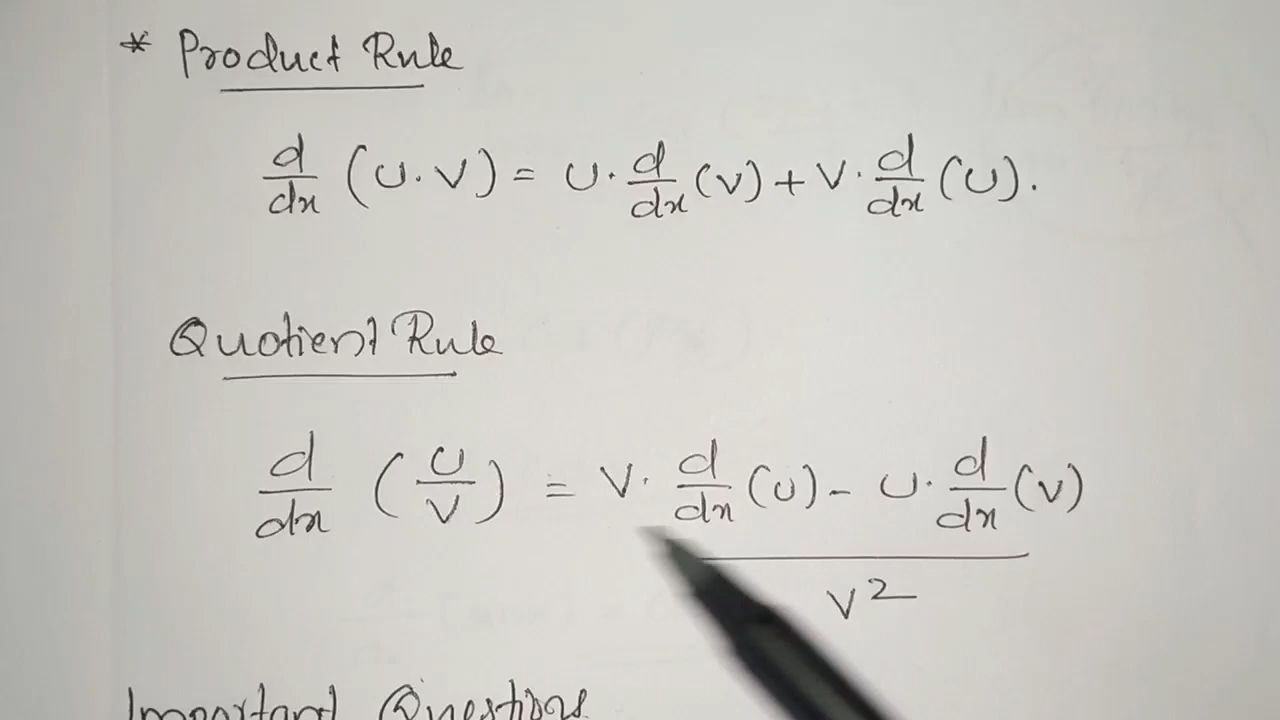 * Product Rule
d/dx (U.V) = U. d/dx (V) + V. d/dx (U).
Quotient Rule
d/dx (U/V) = V. d/dx (U) - U. d/dx (V)
V²
Important Questions